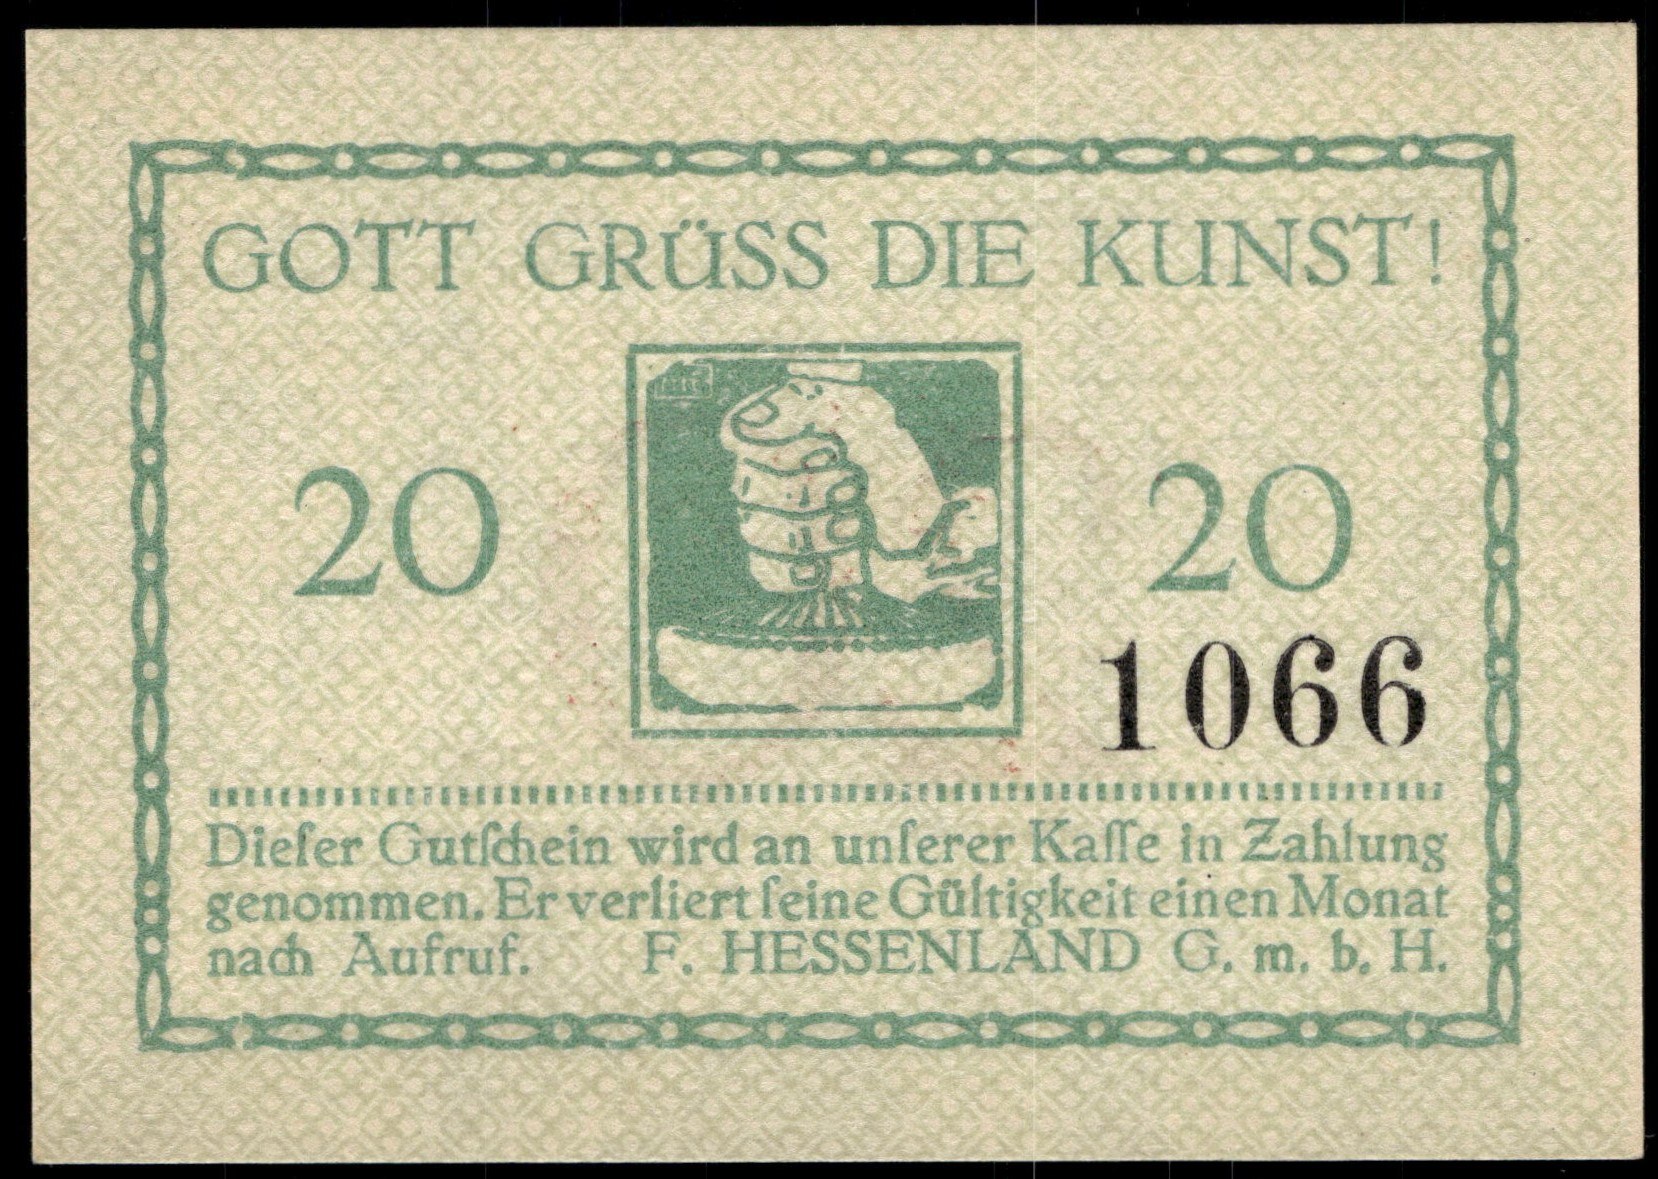 GOTT GRÜSS DIE KUNST!
20 20
1066
Dieſer Gutſchein wird an unſerer Kaſſe in Zahlung
genommen. Er verliert ſeine Gültigkeit einen Monat
nach Aufruf. F. HESSENLAND G. m. b. H.